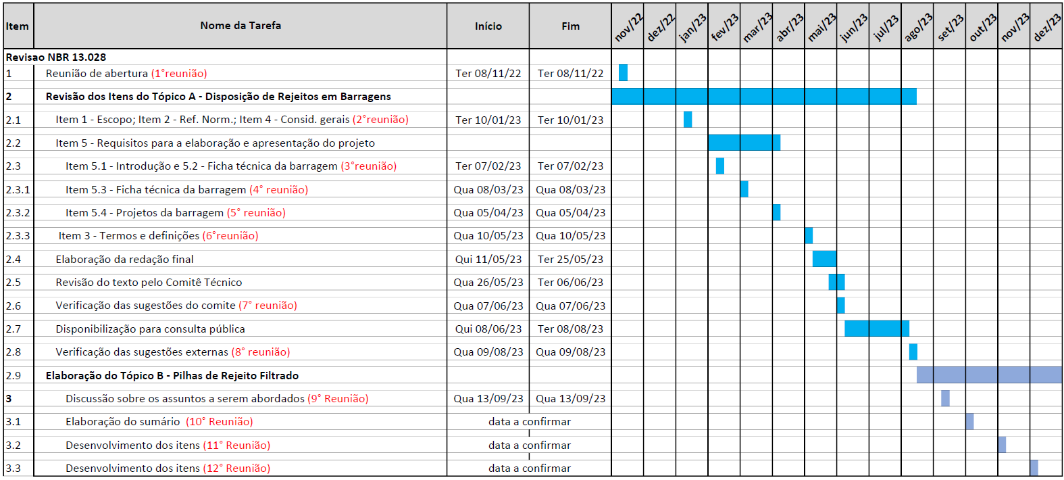 Item Nome da Tarefa Início Fim nov/22 dez/22 jan/23 fev/23 mar/23 abr/23 mai/23 jun/23 jul/23 ago/23 set/23 out/23 nov/23 dez/23
Revisao NBR 13.028
1 Reunião de abertura (1°reunião) Ter 08/11/22 Ter 08/11/22
2 Revisão dos Itens do Tópico A - Disposição de Rejeitos em Barragens
2.1 Item 1 - Escopo; Item 2 - Ref. Norm.; Item 4 - Consid. gerais (2°reunião) Ter 10/01/23 Ter 10/01/23
2.2 Item 5 - Requisitos para a elaboração e apresentação do projeto
2.3 Item 5.1 - Introdução e 5.2 - Ficha técnica da barragem (3°reunião) Ter 07/02/23 Ter 07/02/23
2.3.1 Item 5.3 - Ficha técnica da barragem (4° reunião) Qua 08/03/23 Qua 08/03/23
2.3.2 Item 5.4 - Projetos da barragem (5° reunião) Qua 05/04/23 Qua 05/04/23
2.3.3 Item 3 - Termos e definições (6°reunião) Qua 10/05/23 Qua 10/05/23
2.4 Elaboração da redação final Qui 11/05/23 Ter 25/05/23
2.5 Revisão do texto pelo Comitê Técnico Qua 26/05/23 Ter 06/06/23
2.6 Verificação das sugestões do comite (7° reunião) Qua 07/06/23 Qua 07/06/23
2.7 Disponibilização para consulta pública Qui 08/06/23 Ter 08/08/23
2.8 Verificação das sugestões externas (8° reunião) Qua 09/08/23 Qua 09/08/23
2.9 Elaboração do Tópico B - Pilhas de Rejeito Filtrado
3 Discussão sobre os assuntos a serem abordados (9° Reunião) Qua 13/09/23 Qua 13/09/23
3.1 Elaboração do sumário (10° Reunião) data a confirmar
3.2 Desenvolvimento dos itens (11° Reunião) data a confirmar
3.3 Desenvolvimento dos itens (12° Reunião) data a confirmar